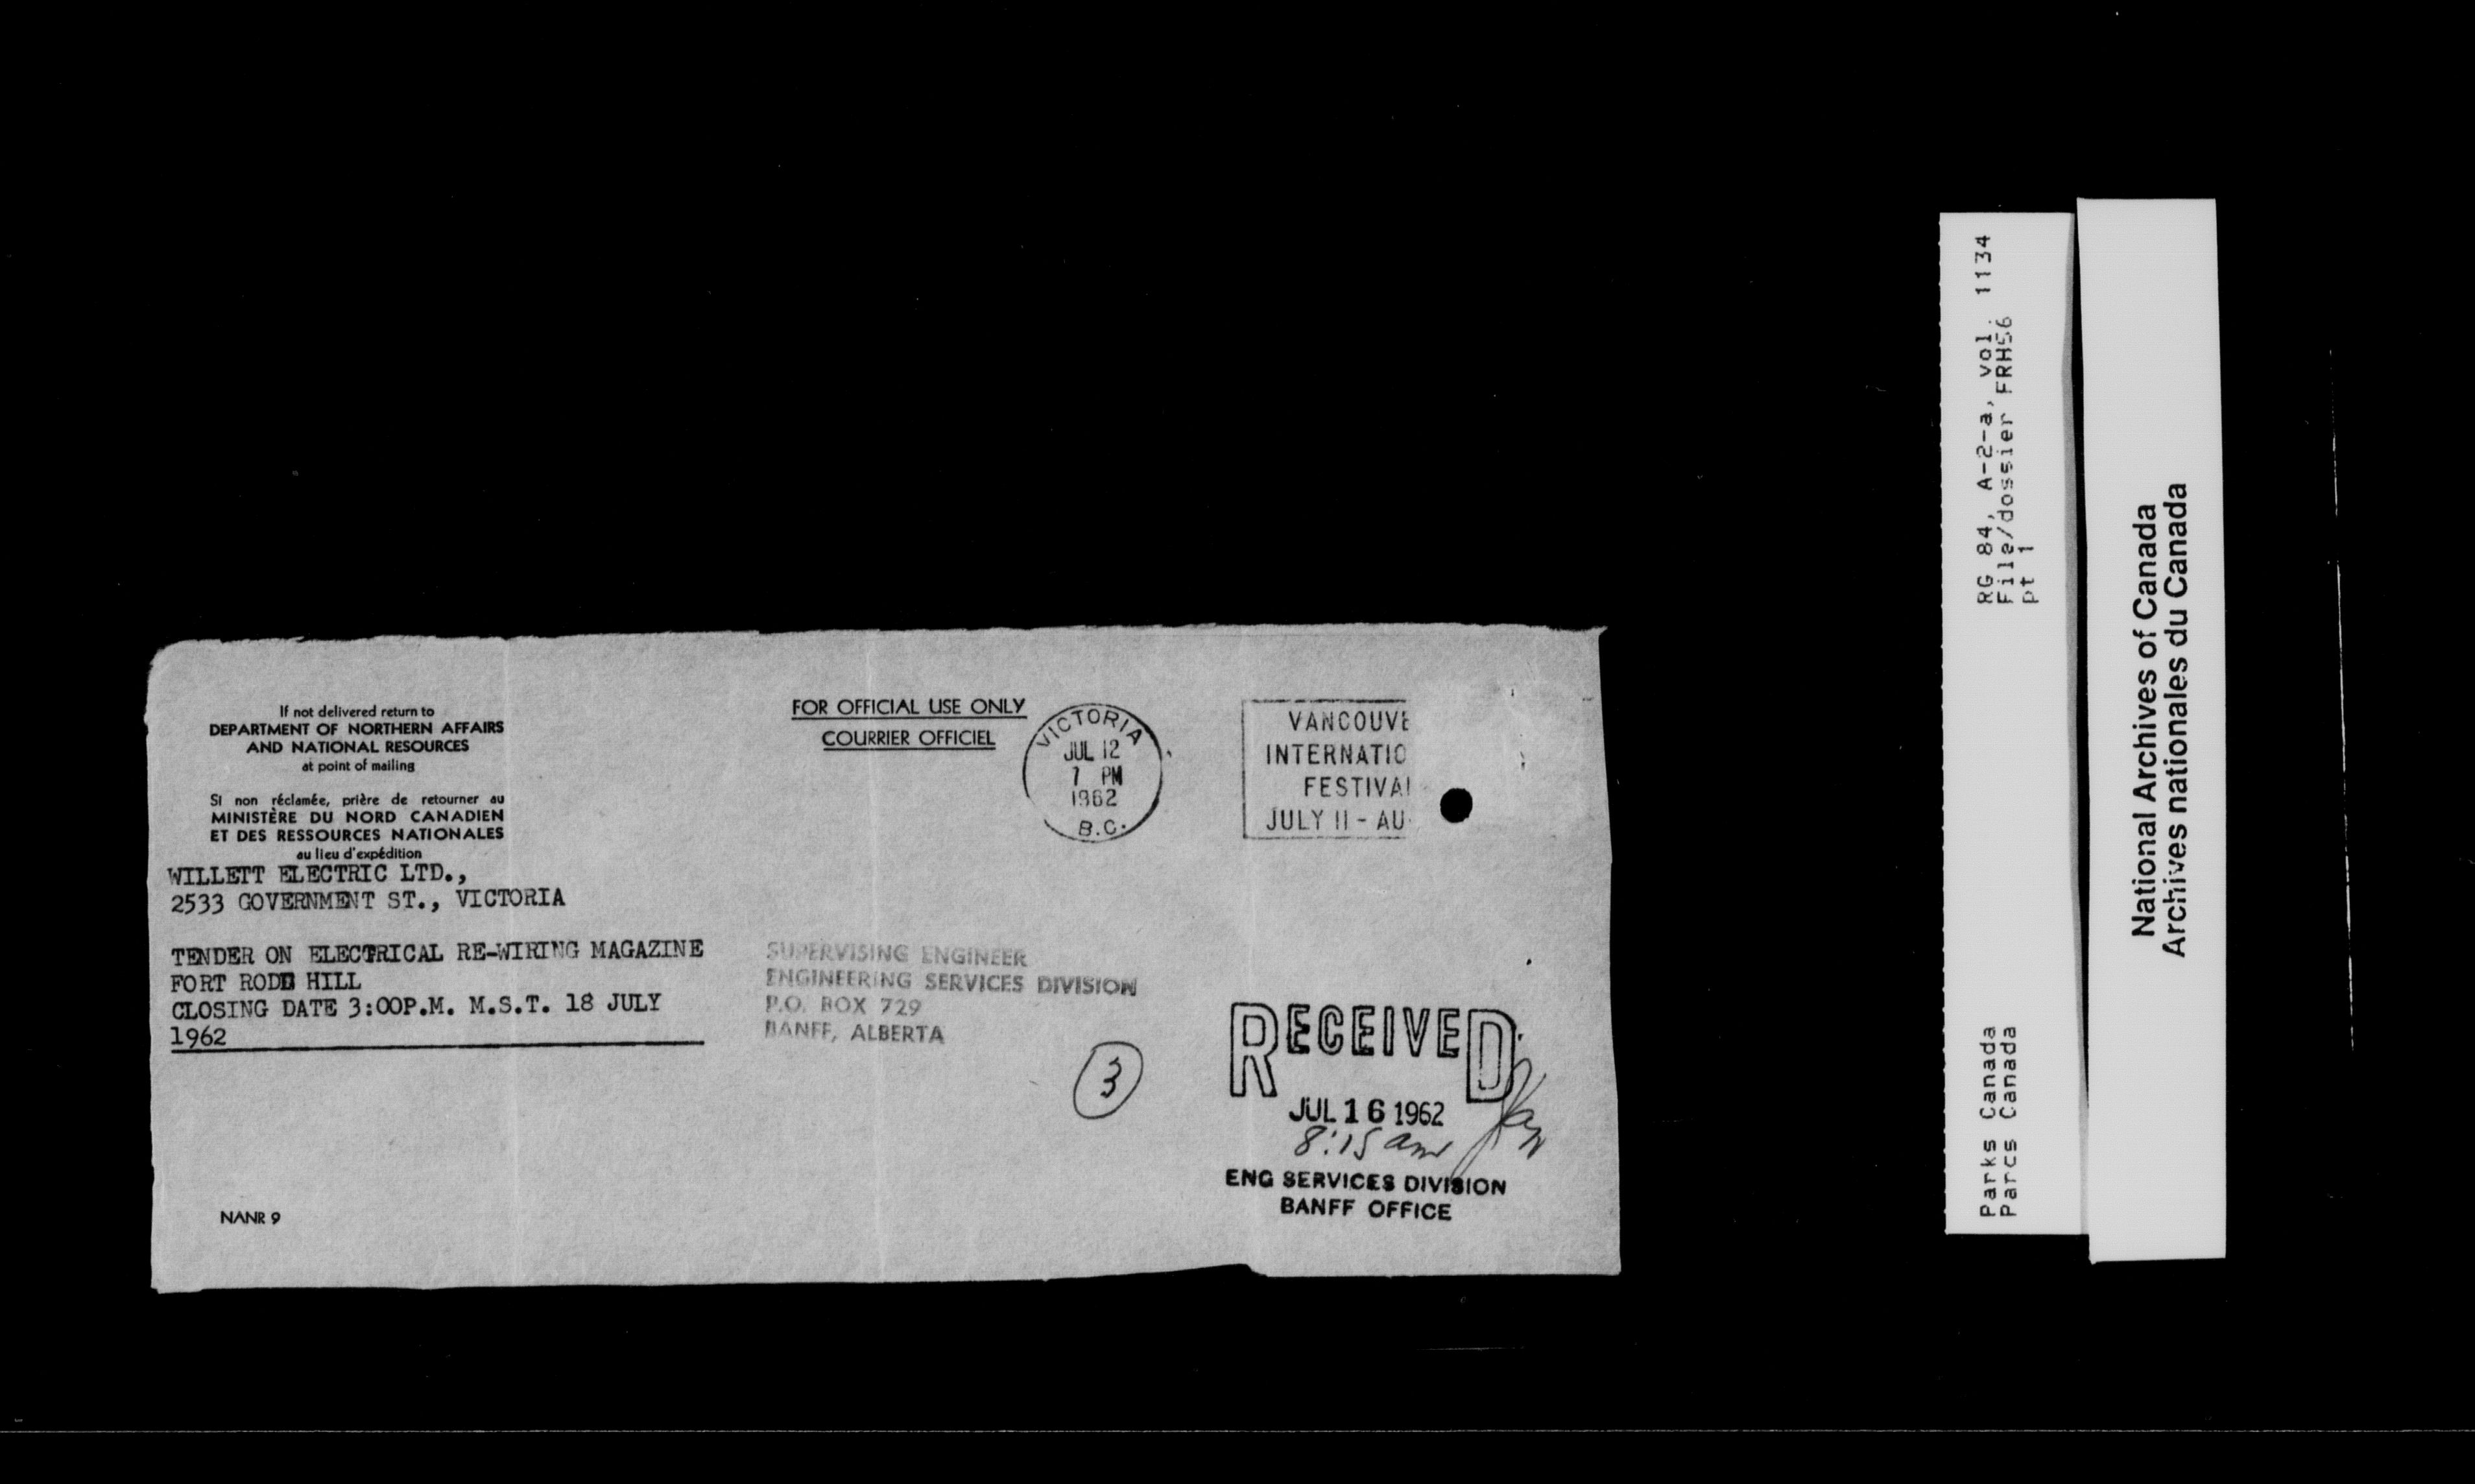 If not delivered return to
DEPARTMENT OF NORTHERN AFFAIRS
AND NATIONAL RESOURCES
at point of mailing
Si non réclamée, prière de retourner au
MINISTÈRE DU NORD CANADIEN
ET DES RESSOURCES NATIONALES
au lieu d'expédition
WILLETT ELECTRIC LTD.,
2533 GOVERNMENT ST., VICTORIA
TENDER ON ELECTRICAL RE-WIRING MAGAZINE
FORT RODD HILL
CLOSING DATE 3:00P.M. M.S.T. 18 JULY
1962
NANR 9
FOR OFFICIAL USE ONLY
COURRIER OFFICIEL
VICTORIA
JUL 12
7 PM
1962
B.C.
VANCOUVE
INTERNATIO
FESTIVAL
JULY 11 - AU
SUPERVISING ENGINEER
ENGINEERING SERVICES DIVISION
P.O. BOX 729
BANFF, ALBERTA
3
RECEIVED
JUL 16 1962
8:15 am
ENG SERVICES DIVISION
BANFF OFFICE
RG 84, A-2-a, vol. 1134
File/dossier FRH56
pt 1
Parks Canada
Parcs Canada
National Archives of Canada
Archives nationales du Canada